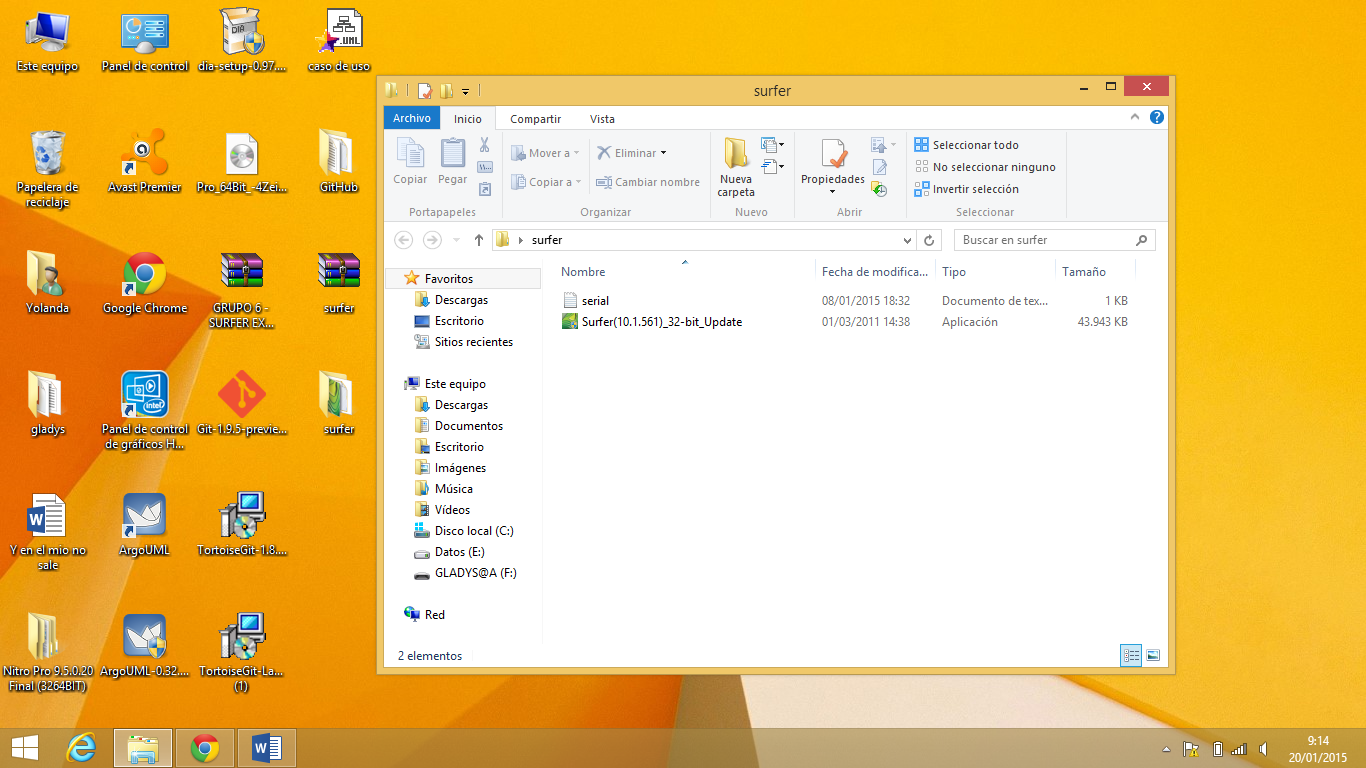 Este equipo
Panel de control
dia-setup-0.97....
caso de uso
.UML
DIA
Papelera de
reciclaje
Avast Premier
Pro_64Bit_-4Zei...
GitHub
Yolanda
Google Chrome
GRUPO 6 -
SURFER EX...
surfer
gladys
Panel de control
de gráficos H...
Git-1.9.5-previe...
surfer
intel
Y en el mio no
sale
ArgoUML
TortoiseGit-1.8....
Nitro Pro 9.5.0.20
Final (3264BIT)
ArgoUML-0.32....
TortoiseGit-La...
(1)
surfer
Archivo
Inicio
Compartir
Vista
Copiar
Pegar
Portapapeles
Mover a
Copiar a
Eliminar
Cambiar nombre
Organizar
Nueva
carpeta
Nuevo
Propiedades
Abrir
Seleccionar todo
No seleccionar ninguno
Invertir selección
Seleccionar
surfer
Buscar en surfer
Favoritos
Descargas
Escritorio
Sitios recientes
Este equipo
Descargas
Documentos
Escritorio
Imágenes
Música
Vídeos
Disco local (C:)
Datos (E:)
GLADYS@A (F:)
Red
Nombre
Fecha de modifica...
Tipo
Tamaño
serial
08/01/2015 18:32
Documento de tex...
1 KB
Surfer(10.1.561)_32-bit_Update
01/03/2011 14:38
Aplicación
43.943 KB
2 elementos
9:14
20/01/2015